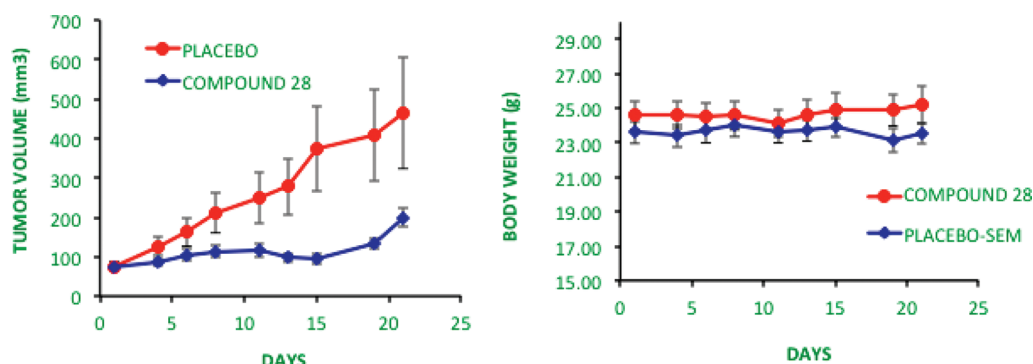 700
600
500
400
300
200
100
0
TUMOR VOLUME (mm3)
PLACEBO
COMPOUND 28
0 5 10 15 20 25
DAYS
29.00
27.00
25.00
23.00
21.00
19.00
17.00
15.00
BODY WEIGHT (g)
COMPOUND 28
PLACEBO-SEM
0 5 10 15 20 25
DAYS